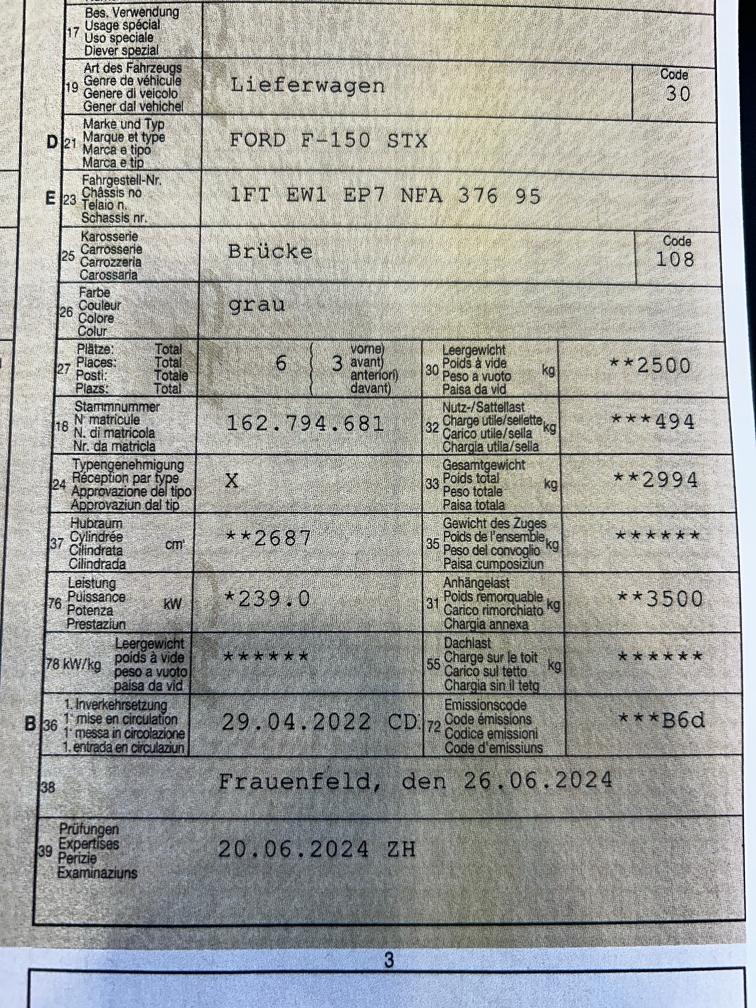 17 Bes. Verwendung
Usage spécial
Uso speciale
Diever spezial
19 Art des Fahrzeugs
Genre de véhicule
Genere di veicolo
Gener dal vehichel
Lieferwagen
Code
30
D 21 Marke und Typ
Marque et type
Marca e tipo
Marca e tip
FORD F-150 STX
E 23 Fahrgestell-Nr.
Châssis no
Telaio n.
Schassis nr.
1FT EW1 EP7 NFA 376 95
25 Karosserie
Carrosserie
Carrozzeria
Carossaria
Brücke
Code
108
26 Farbe
Couleur
Colore
Colur
grau
27 Plätze: Total
Places: Total
Posti: Totale
Plazs: Total
6 ( 3 vorne)
( avant)
( anteriori)
( davant)
30 Leergewicht
Poids à vide kg
Peso a vuoto
Paisa da vid
**2500
18 Stammnummer
N° matricule
N. di matricola
Nr. da matricla
162.794.681
32 Nutz-/Sattellast
Charge utile/sellette kg
Carico utile/sella
Chargia utila/sella
***494
24 Typengenehmigung
Réception par type
Approvazione del tipo
Approvaziun dal tip
X
33 Gesamtgewicht
Poids total kg
Peso totale
Paisa totala
**2994
37 Hubraum
Cylindrée cm³
Cilindrata
Cilindrada
**2687
35 Gewicht des Zuges
Poids de l'ensemble kg
Peso del convoglio
Paisa cumposiziun
******
76 Leistung
Puissance kW
Potenza
Prestaziun
*239.0
31 Anhängelast
Poids remorquable kg
Carico rimorchiato
Chargia annexa
**3500
78 kW/kg Leergewicht
poids à vide
peso a vuoto
paisa da vid
******
55 Dachlast
Charge sur le toit kg
Carico sul tetto
Chargia sin il tetg
******
B 36 1. Inverkehrsetzung
1ʳᵉ mise en circulation
1ª messa in circolazione
1. entrada en circulaziun
29.04.2022 CD
72 Emissionscode
Code émissions
Codice emissioni
Code d'emissiuns
***B6d
38 Frauenfeld, den 26.06.2024
39 Prüfungen
Expertises
Perizie
Examinaziuns
20.06.2024 ZH
3